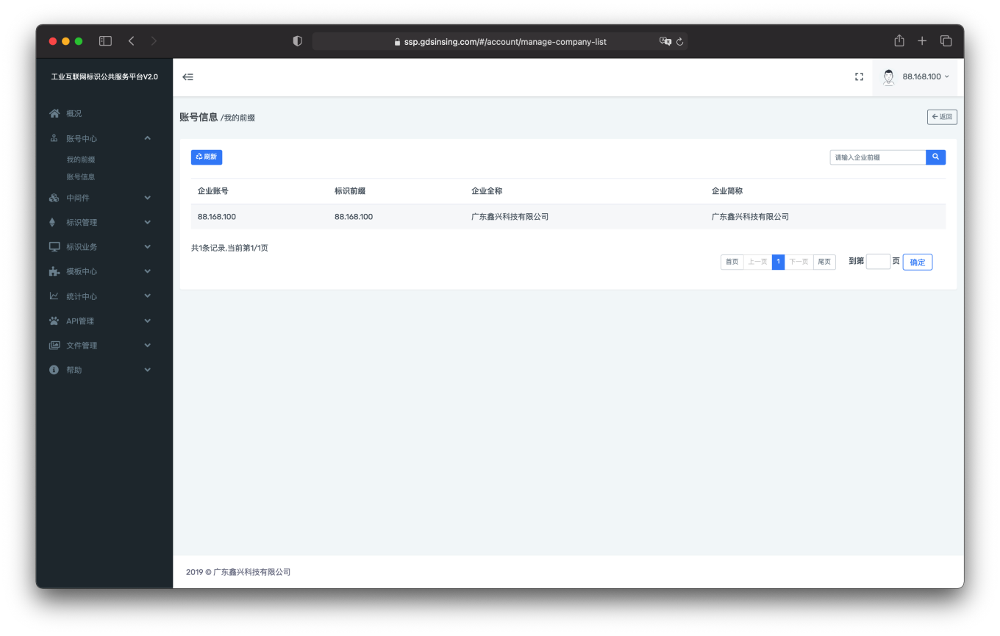 ssp.gdsinsing.com/#/account/manage-company-list
工业互联网标识公共服务平台V2.0
88.168.100
概况
账号中心
我的前缀
账号信息
中间件
标识管理
标识业务
模板中心
统计中心
API管理
文件管理
帮助
账号信息 /我的前缀
返回
刷新
请输入企业前缀
企业账号 标识前缀 企业全称 企业简称
88.168.100 88.168.100 广东鑫兴科技有限公司 广东鑫兴科技有限公司
共1条记录,当前第1/1页
首页 上一页 1 下一页 尾页 到第 页 确定
2019 © 广东鑫兴科技有限公司